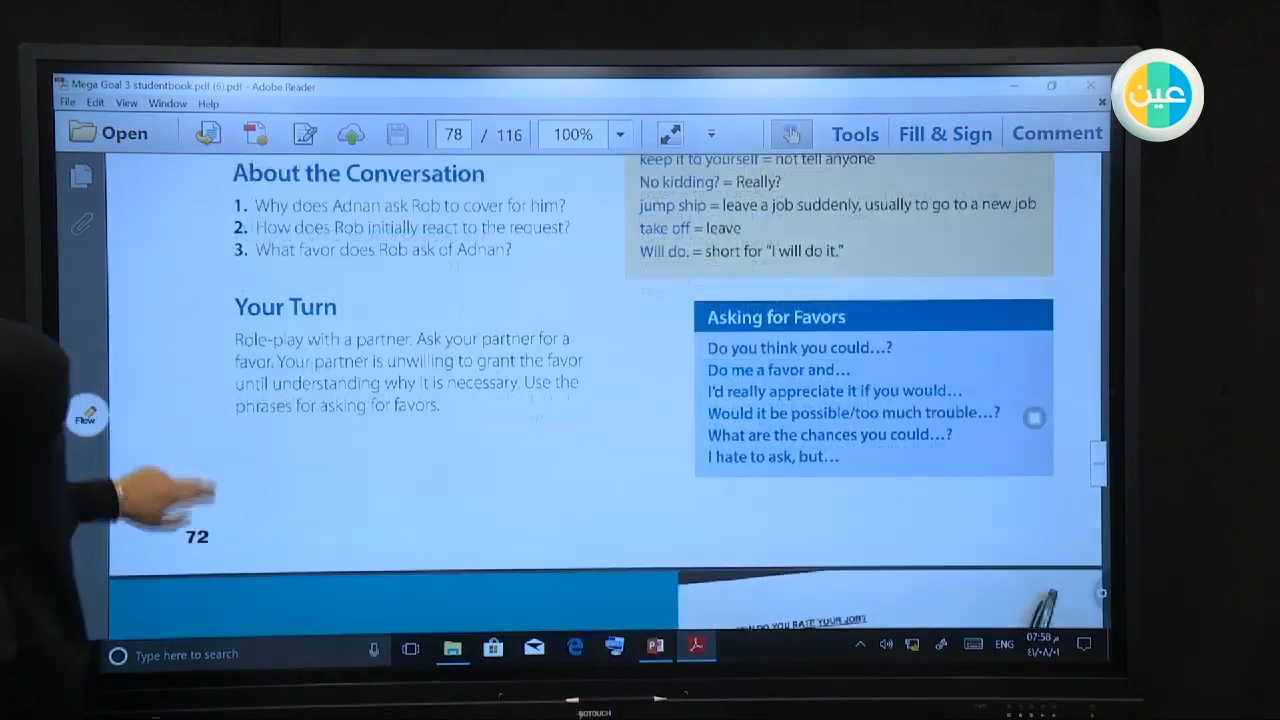 Mega Goal 3 studentbook.pdf (6).pdf - Adobe Reader
File Edit View Window Help
عين
Open 78 / 116 100% Tools Fill & Sign Comment
About the Conversation
1. Why does Adnan ask Rob to cover for him?
2. How does Rob initially react to the request?
3. What favor does Rob ask of Adnan?
keep it to yourself = not tell anyone
No kidding? = Really?
jump ship = leave a job suddenly, usually to go to a new job
take off = leave
Will do. = short for “I will do it.”
Your Turn
Role-play with a partner. Ask your partner for a
favor. Your partner is unwilling to grant the favor
until understanding why it is necessary. Use the
phrases for asking for favors.
Asking for Favors
Do you think you could…?
Do me a favor and…
I’d really appreciate it if you would…
Would it be possible/too much trouble…?
What are the chances you could…?
I hate to ask, but…
Flow
72
DO YOU RATE YOUR JOB?
Type here to search
ENG
07:58 م